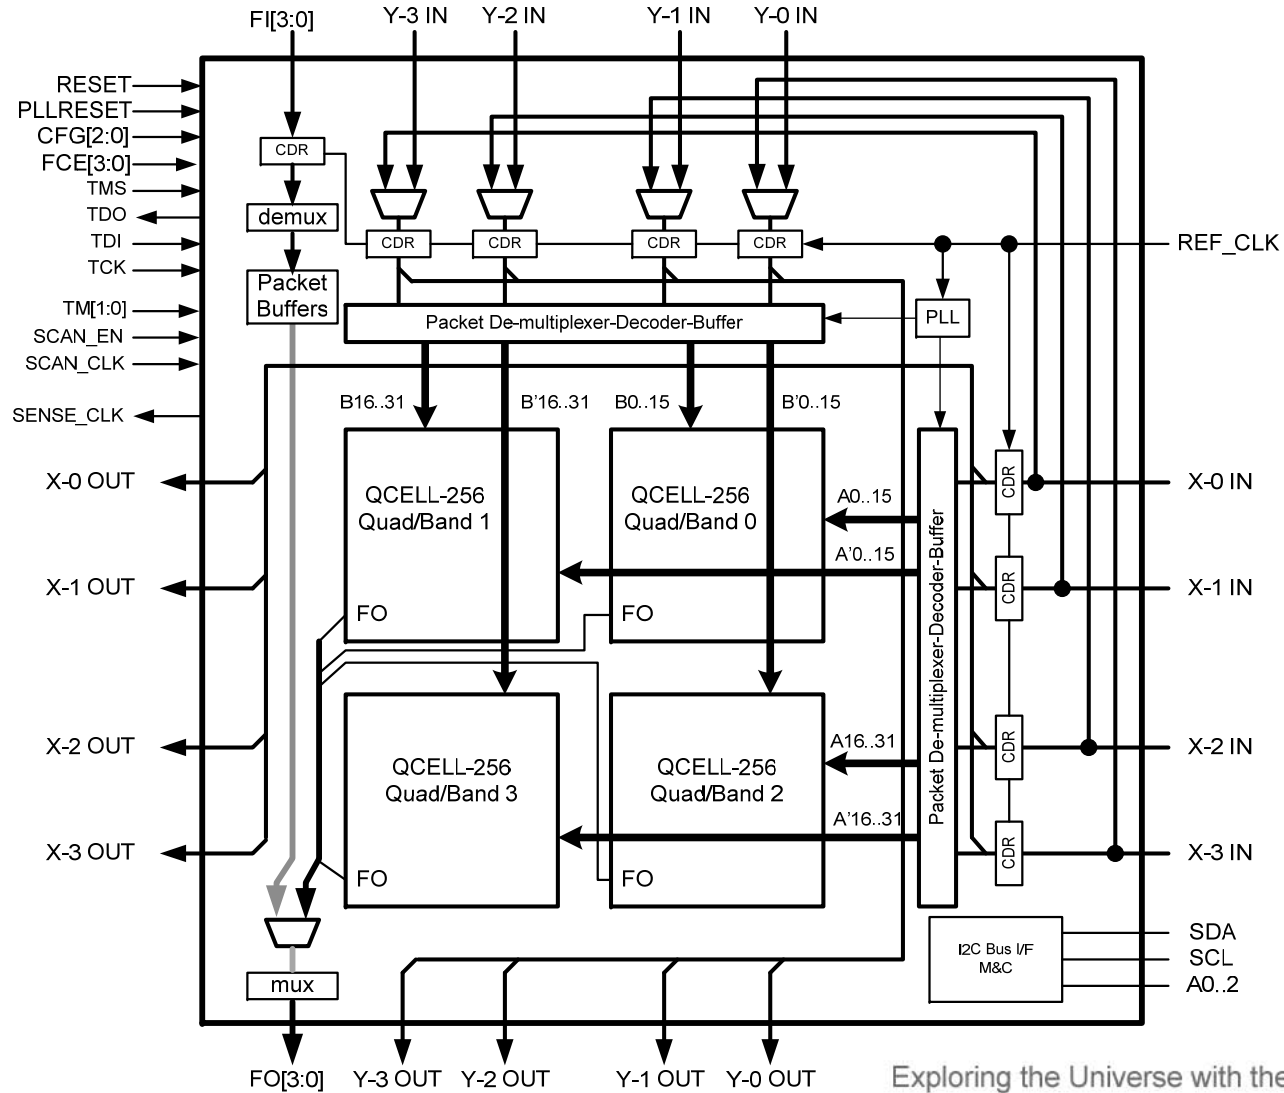 FI[3:0]
Y-3 IN
Y-2 IN
Y-1 IN
Y-0 IN
RESET
PLLRESET
CFG[2:0]
FCE[3:0]
TMS
TDO
TDI
TCK
TM[1:0]
SCAN_EN
SCAN_CLK
SENSE_CLK
CDR
demux
Packet
Buffers
CDR
CDR
CDR
CDR
REF_CLK
PLL
Packet De-multiplexer-Decoder-Buffer
B16..31
B'16..31
B0..15
B'0..15
X-0 OUT
X-1 OUT
X-2 OUT
X-3 OUT
QCELL-256
Quad/Band 1
FO
QCELL-256
Quad/Band 0
FO
QCELL-256
Quad/Band 3
FO
QCELL-256
Quad/Band 2
FO
A0..15
A'0..15
A16..31
A'16..31
Packet De-multiplexer-Decoder-Buffer
CDR
CDR
CDR
CDR
X-0 IN
X-1 IN
X-2 IN
X-3 IN
I2C Bus I/F
M&C
SDA
SCL
A0..2
mux
FO[3:0]
Y-3 OUT
Y-2 OUT
Y-1 OUT
Y-0 OUT
Exploring the Universe with the